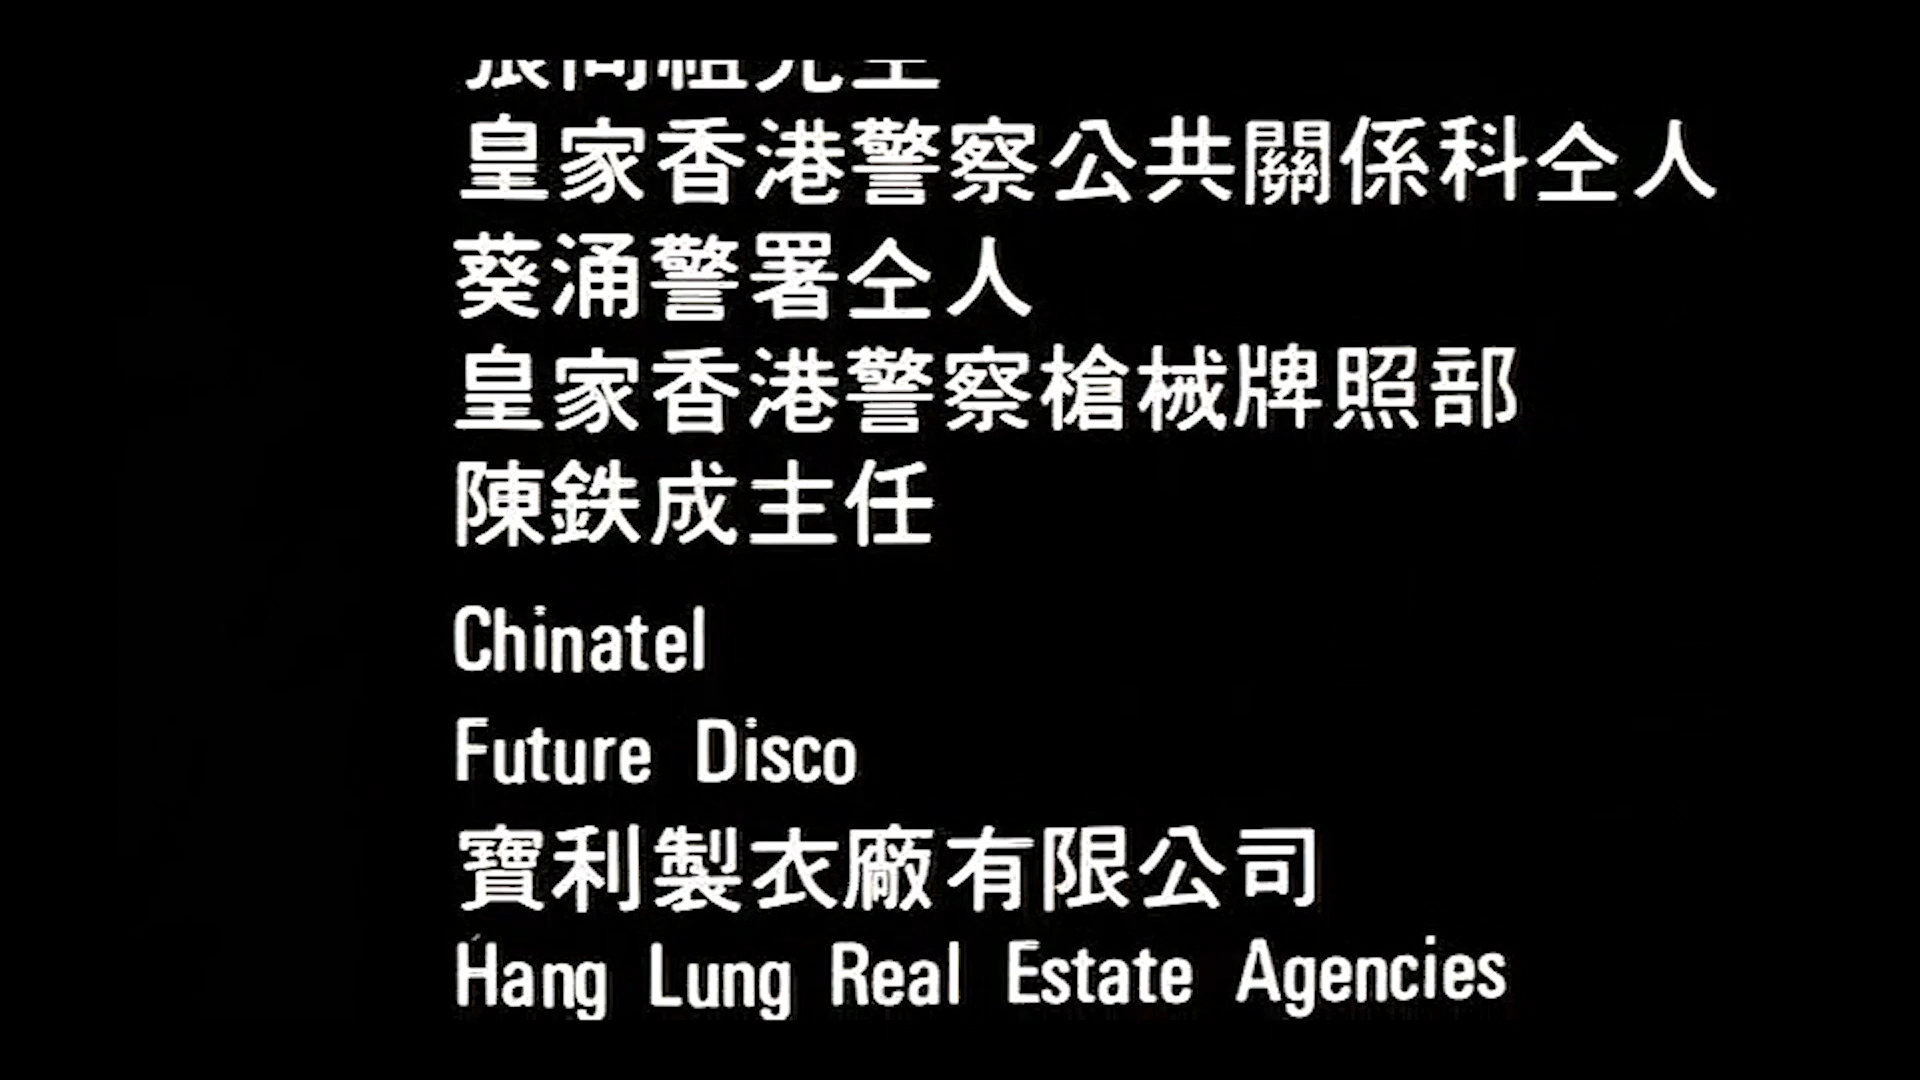 皇家香港警察公共關係科仝人
葵涌警署仝人
皇家香港警察槍械牌照部
陳鉄成主任
Chinatel
Future Disco
寶利製衣廠有限公司
Hang Lung Real Estate Agencies